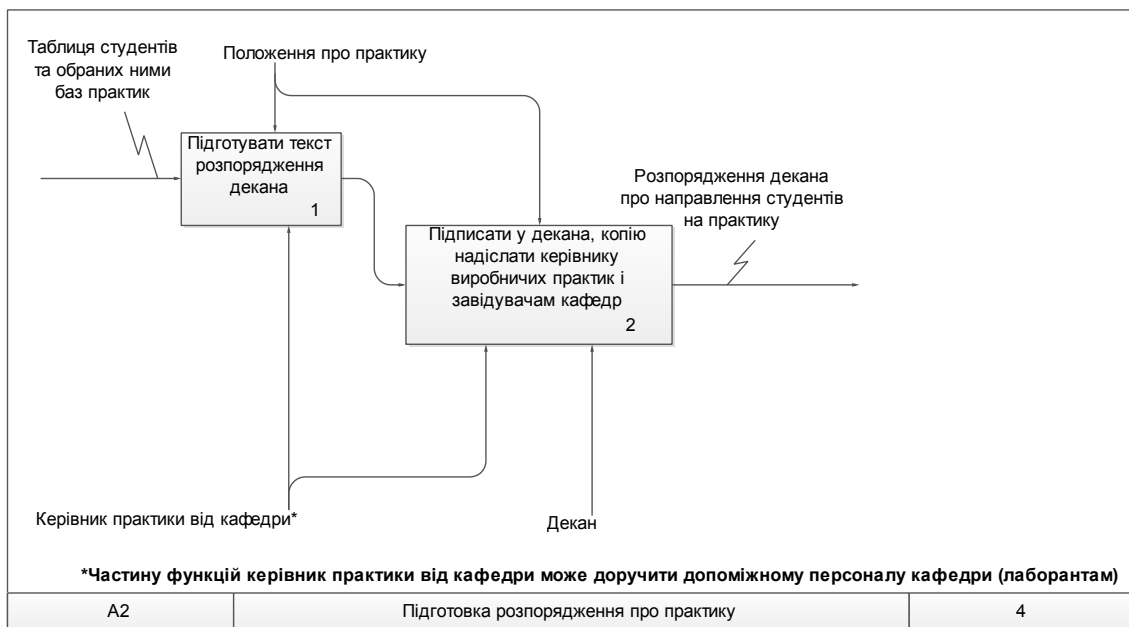 Таблиця студентів
та обраних ними
баз практик
Положення про практику
Підготувати текст
розпорядження
декана
1
Розпорядження декана
про направлення студентів
на практику
Підписати у декана, копію
надіслати керівнику
виробничих практик і
завідувачам кафедр
2
Керівник практики від кафедри*
Декан
*Частину функцій керівник практики від кафедри може доручити допоміжному персоналу кафедри (лаборантам)
А2
Підготовка розпорядження про практику
4